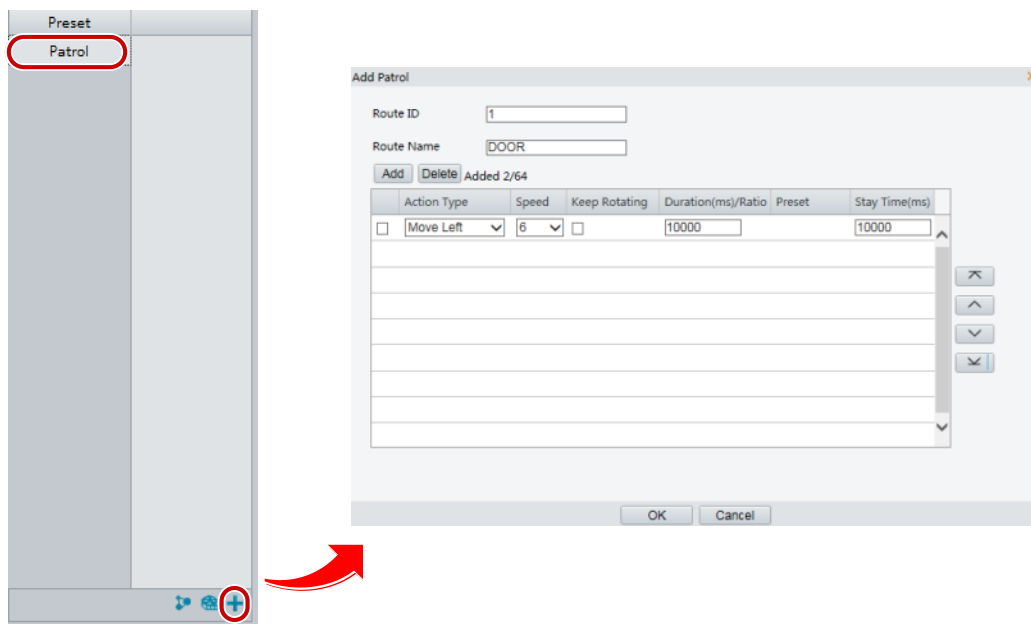 Preset
Patrol
Add Patrol
Route ID 1
Route Name DOOR
Add Delete Added 2/64
Action Type Speed Keep Rotating Duration(ms)/Ratio Preset Stay Time(ms)
Move Left 6 10000 10000
OK Cancel